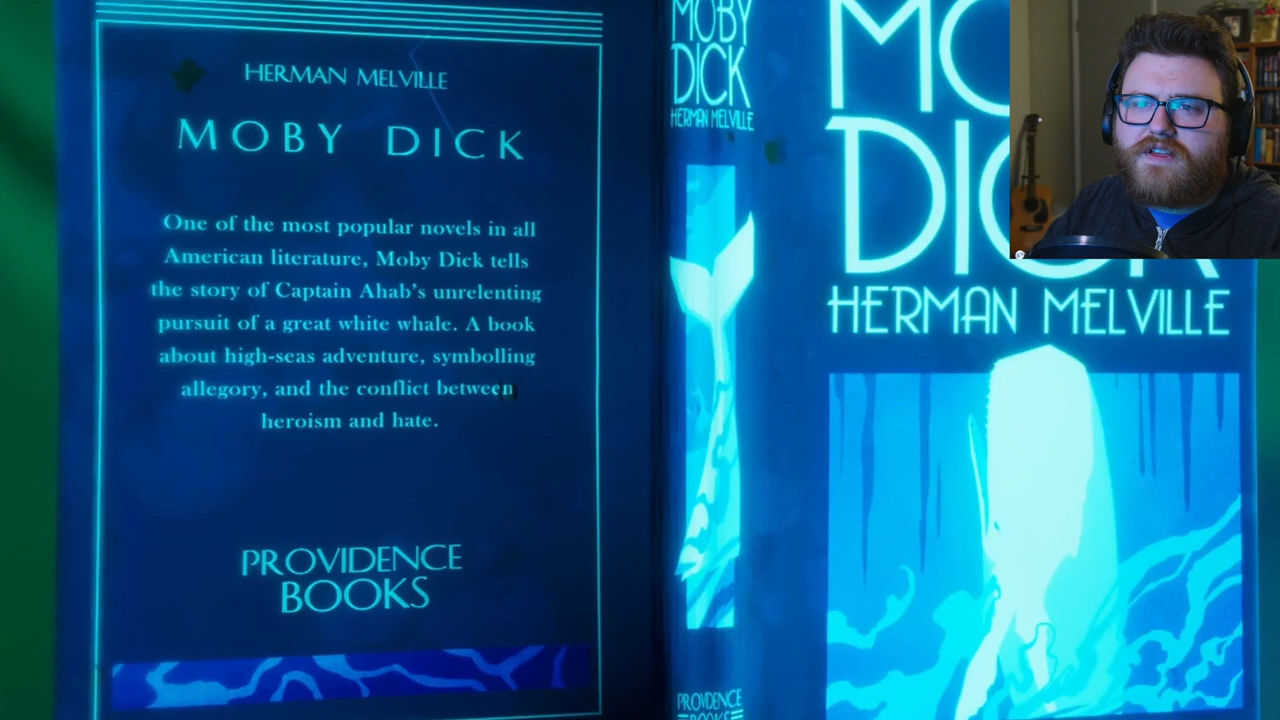 HERMAN MELVILLE
MOBY DICK
One of the most popular novels in all
American literature, Moby Dick tells
the story of Captain Ahab's unrelenting
pursuit of a great white whale. A book
about high-seas adventure, symbolling
allegory, and the conflict between
heroism and hate.
PROVIDENCE
BOOKS
MOBY
DICK
HERMAN MELVILLE
PROVIDENCE
BOOKS
MO
DICK
HERMAN MELVILLE